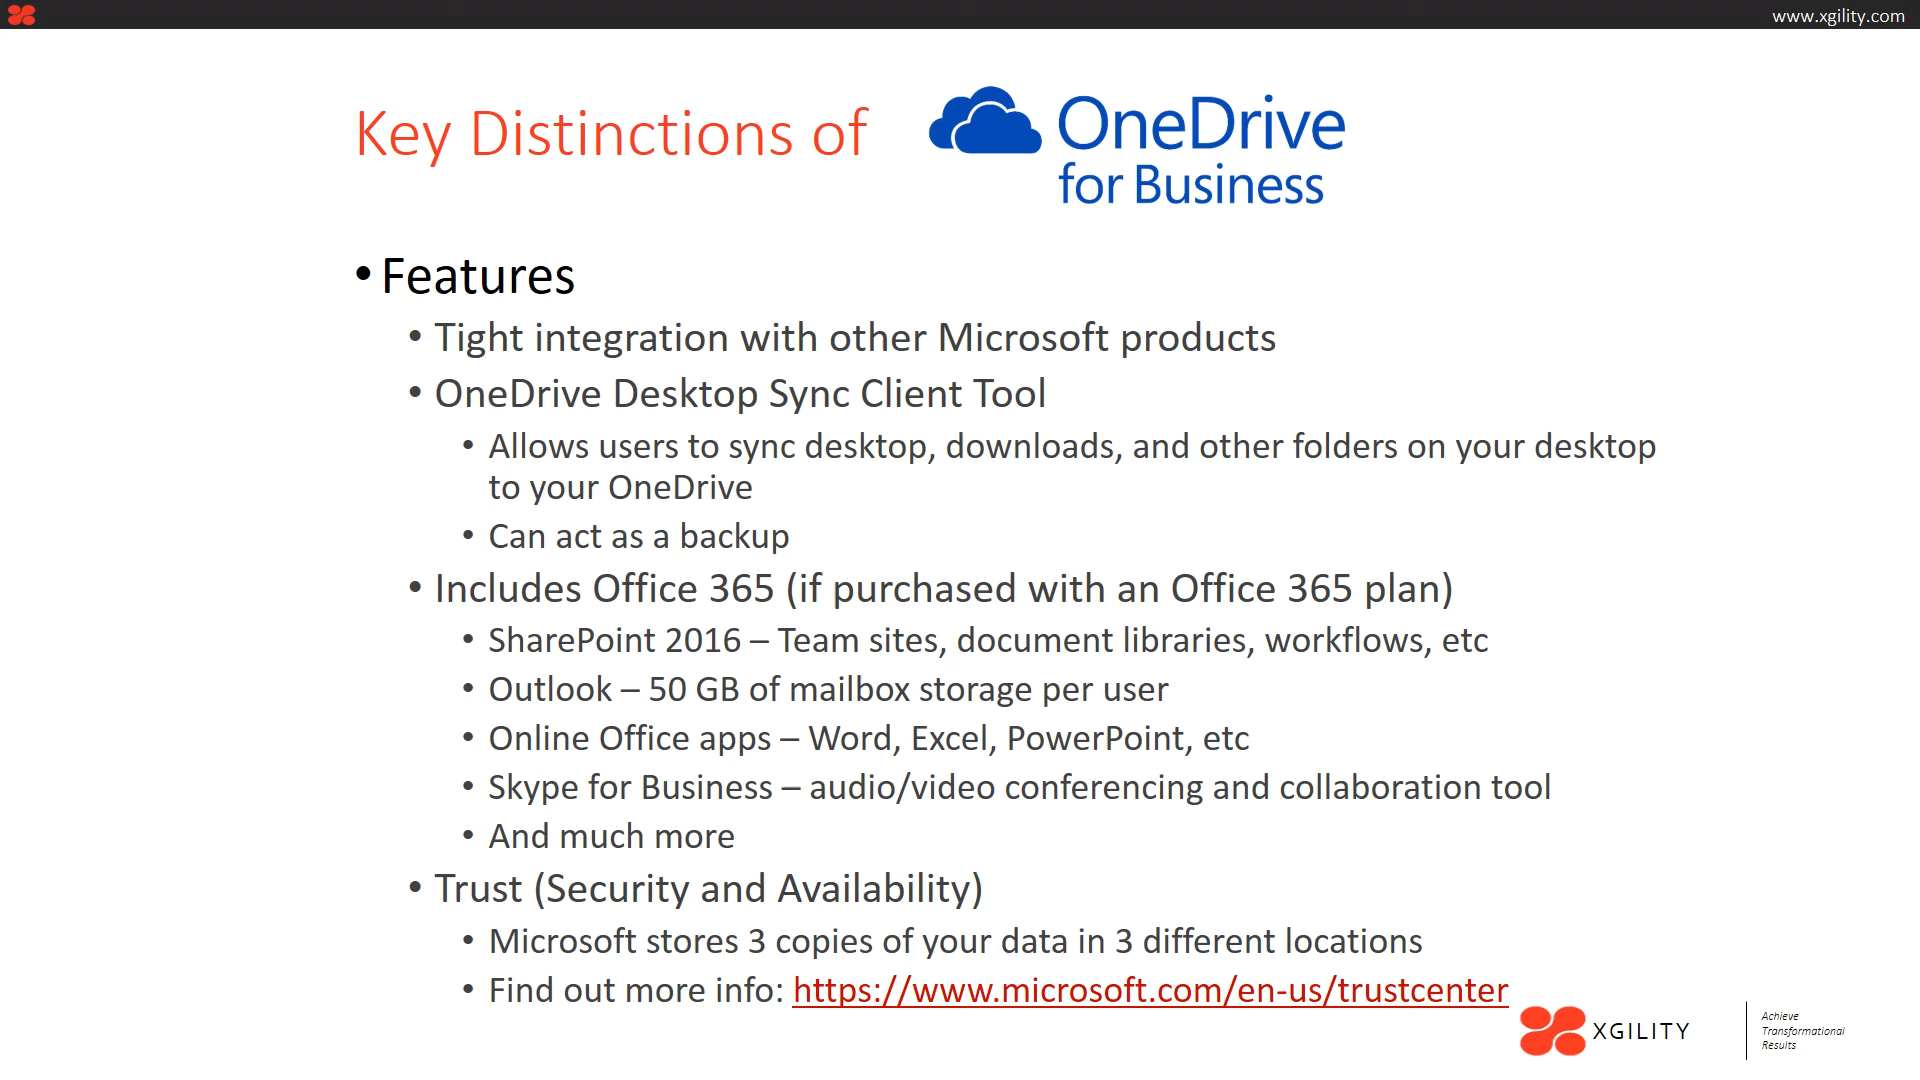 www.xgility.com
Key Distinctions of
OneDrive
for Business
• Features
• Tight integration with other Microsoft products
• OneDrive Desktop Sync Client Tool
• Allows users to sync desktop, downloads, and other folders on your desktop
to your OneDrive
• Can act as a backup
• Includes Office 365 (if purchased with an Office 365 plan)
• SharePoint 2016 – Team sites, document libraries, workflows, etc
• Outlook – 50 GB of mailbox storage per user
• Online Office apps – Word, Excel, PowerPoint, etc
• Skype for Business – audio/video conferencing and collaboration tool
• And much more
• Trust (Security and Availability)
• Microsoft stores 3 copies of your data in 3 different locations
• Find out more info: https://www.microsoft.com/en-us/trustcenter
XGILITY
Achieve
Transformational
Results